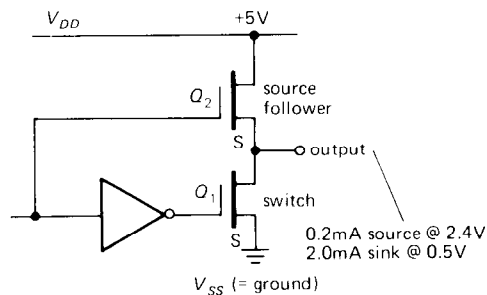 V_DD +5V
Q_2
source
follower
S
output
Q_1
switch
S
0.2mA source @ 2.4V
2.0mA sink @ 0.5V
V_SS (= ground)